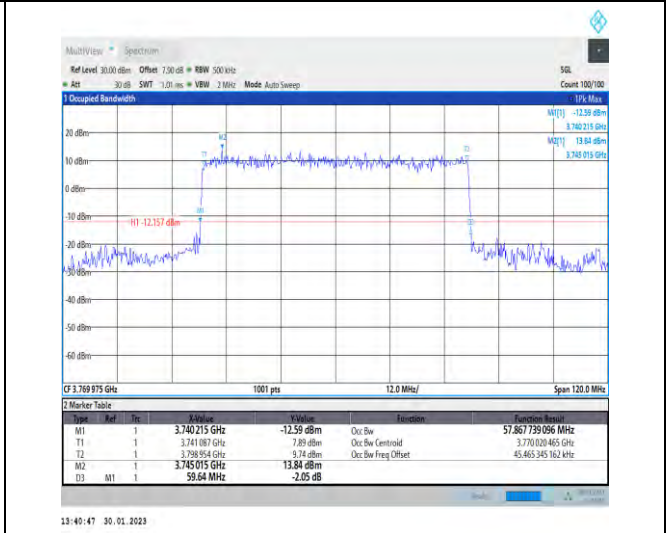 MultiView Spectrum
Ref Level 30.00 dBm Offset 7.50 dB RBW 500 kHz SGL
Att 30 dB SWT 1.01 ms VBW 2 MHz Mode Auto Sweep Count 100/100
1 Occupied Bandwidth 1Pk Max
M1[1] -12.59 dBm
3.740 215 GHz
M2[1] 13.84 dBm
3.745 015 GHz
20 dBm
M2
10 dBm
0 dBm
-10 dBm
M1
H1 -12.157 dBm
-20 dBm
-30 dBm
-40 dBm
-50 dBm
-60 dBm
CF 3.769 975 GHz 1001 pts 12.0 MHz/ Span 120.0 MHz
2 Marker Table
Type Ref Trc X-Value Y-Value Function Function Result
M1 1 3.740 215 GHz -12.59 dBm Occ Bw 57.867 739 096 MHz
T1 1 3.741 087 GHz 7.89 dBm Occ Bw Centroid 3.770 020 465 GHz
T2 1 3.798 954 GHz 9.74 dBm Occ Bw Freq Offset 45.465 345 162 kHz
M2 1 3.745 015 GHz 13.84 dBm
D3 M1 1 59.64 MHz -2.05 dB
13:40:47 30.01.2023